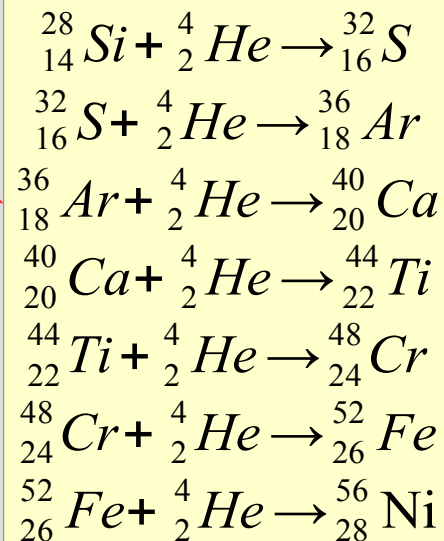 ²⁸₁₄Si + ⁴₂He → ³²₁₆S
³²₁₆S + ⁴₂He → ³⁶₁₈Ar
³⁶₁₈Ar + ⁴₂He → ⁴⁰₂₀Ca
⁴⁰₂₀Ca + ⁴₂He → ⁴⁴₂₂Ti
⁴⁴₂₂Ti + ⁴₂He → ⁴⁸₂₄Cr
⁴⁸₂₄Cr + ⁴₂He → ⁵²₂₆Fe
⁵²₂₆Fe + ⁴₂He → ⁵⁶₂₈Ni